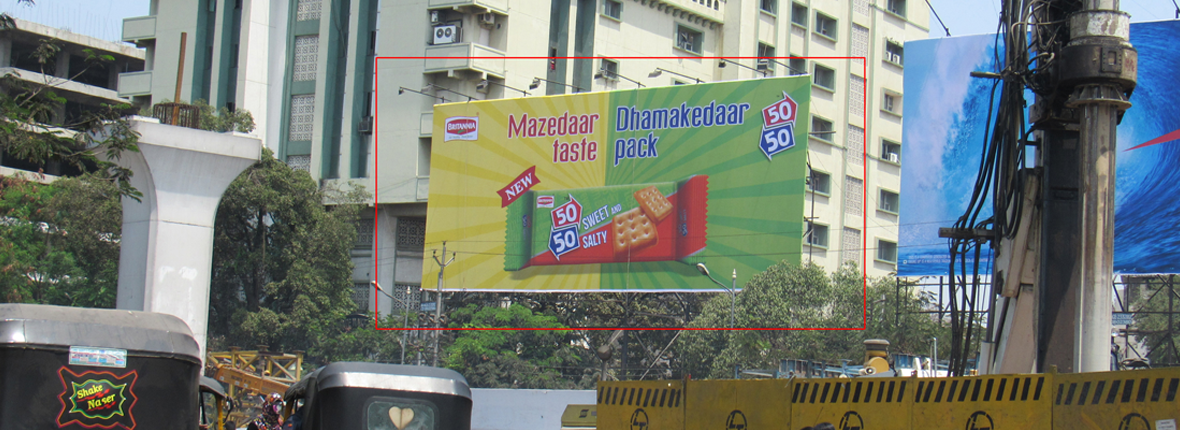 BRITANNIA
Mazedaar
taste
Dhamakedaar
pack
50
50
NEW
50
50
SWEET AND
SALTY
Shake
Naser